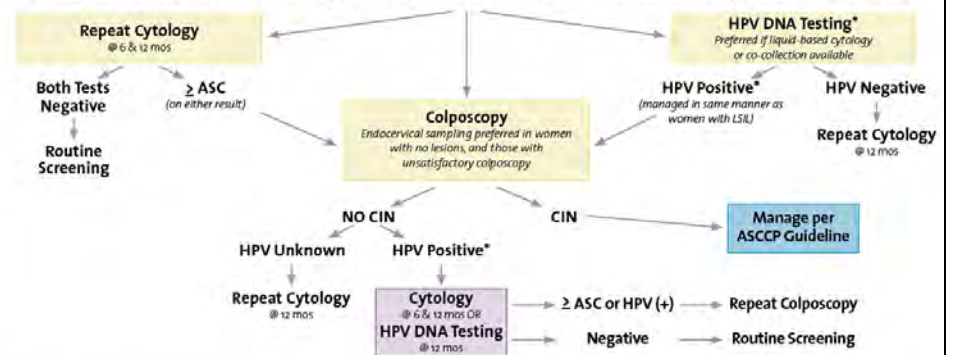 Repeat Cytology
@ 6 & 12 mos
HPV DNA Testing*
Preferred if liquid-based cytology
or co-collection available
Both Tests
Negative
≥ ASC
(on either result)
HPV Positive*
(managed in same manner as
women with LSIL)
HPV Negative
Routine
Screening
Colposcopy
Endocervical sampling preferred in women
with no lesions, and those with
unsatisfactory colposcopy
Repeat Cytology
@ 12 mos
NO CIN
CIN
Manage per
ASCCP Guideline
HPV Unknown
HPV Positive*
Repeat Cytology
@ 12 mos
Cytology
@ 6 & 12 mos OR
HPV DNA Testing
@ 12 mos
≥ ASC or HPV (+)
Repeat Colposcopy
Negative
Routine Screening